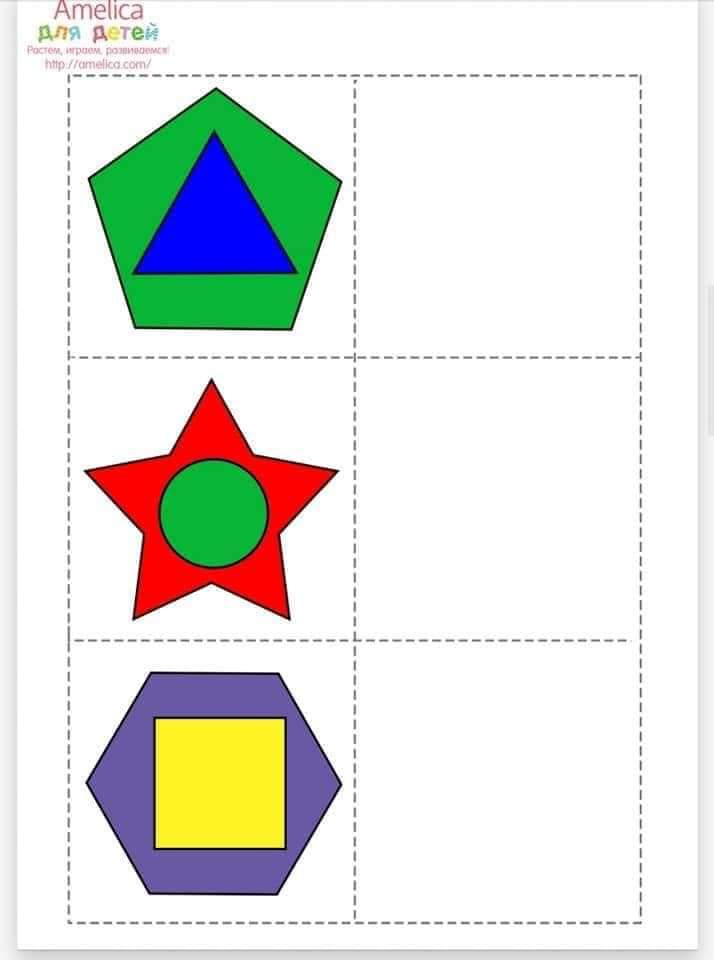 Amelica
для детей
Растем, играем, развиваемся!
http://amelica.com/